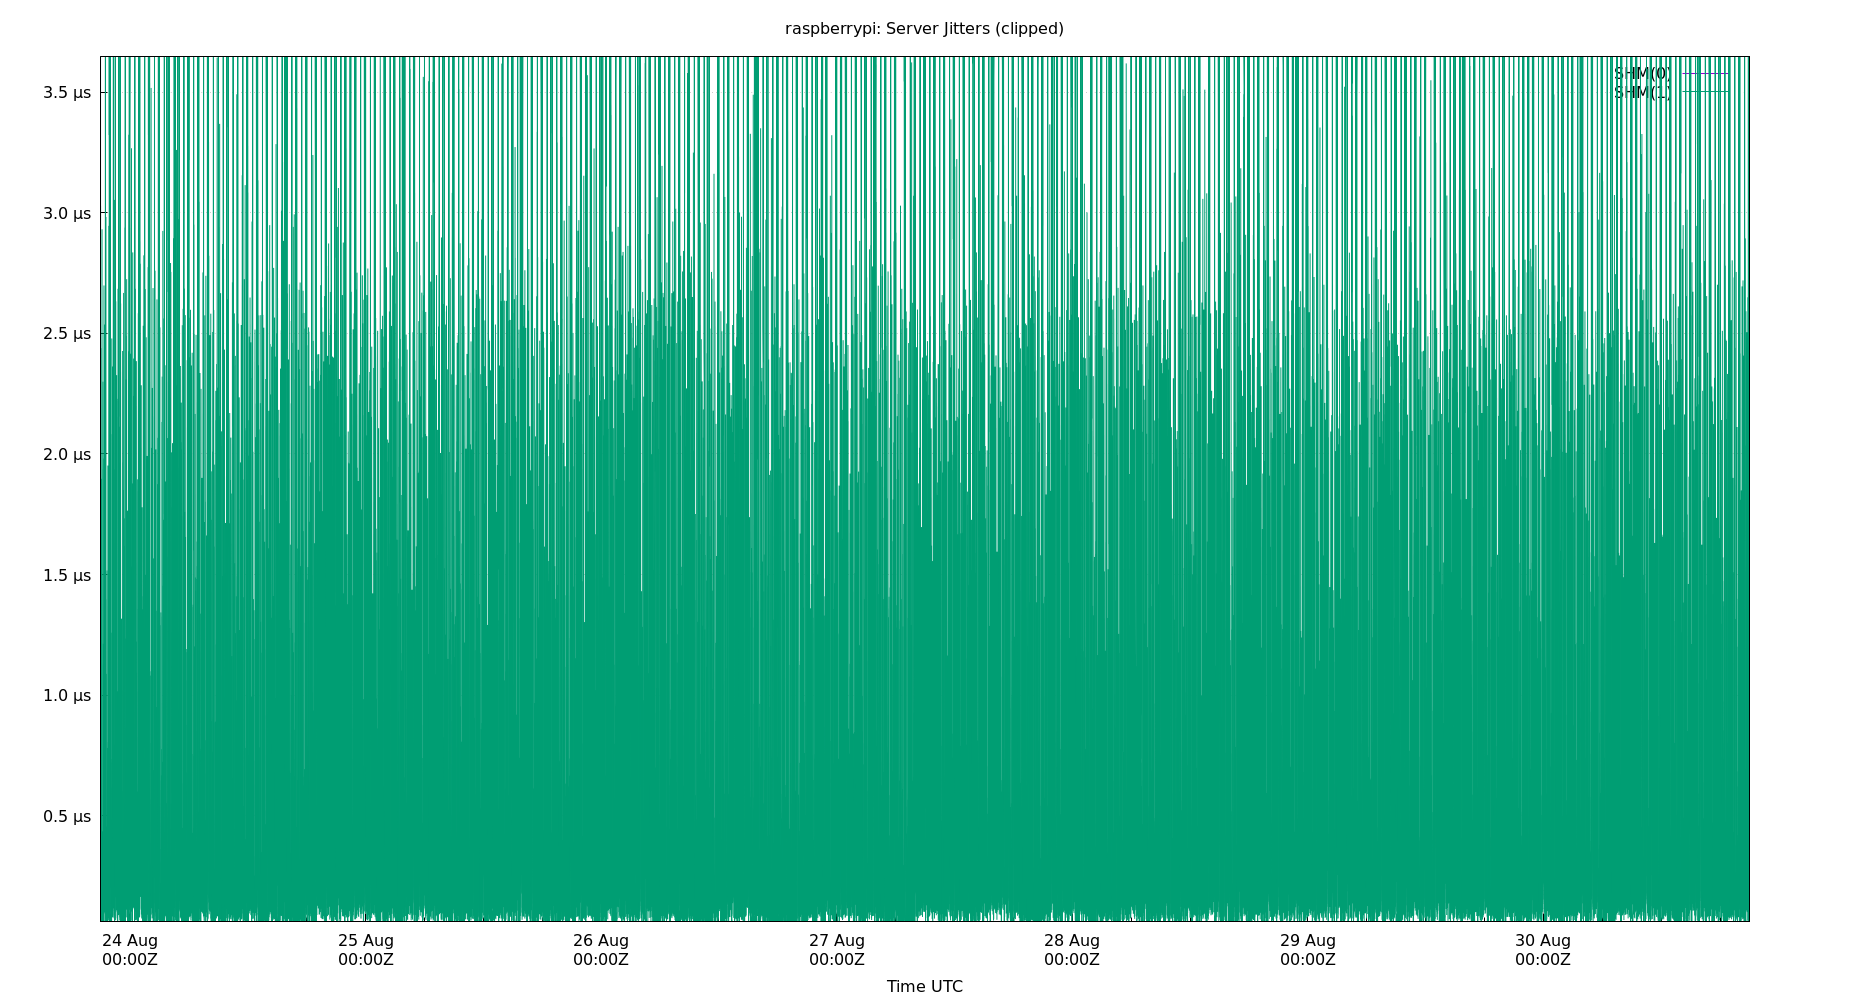 raspberrypi: Server Jitters (clipped)
SHM(0)
SHM(1)
3.5 µs
3.0 µs
2.5 µs
2.0 µs
1.5 µs
1.0 µs
0.5 µs
24 Aug 25 Aug 26 Aug 27 Aug 28 Aug 29 Aug 30 Aug
00:00Z 00:00Z 00:00Z 00:00Z 00:00Z 00:00Z 00:00Z
Time UTC